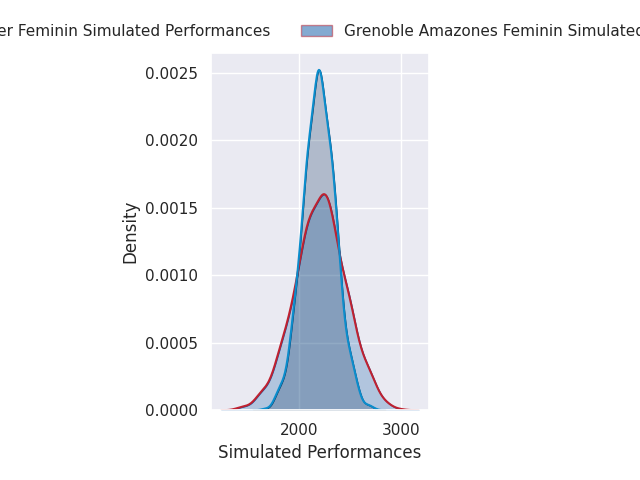 er Feminin Simulated Performances
Grenoble Amazones Feminin Simulated
0.0025
0.0020
0.0015
0.0010
0.0005
0.0000
Density
2000 3000
Simulated Performances